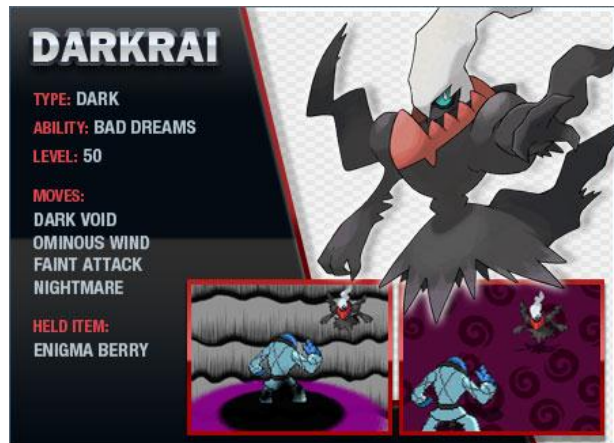 DARKRAI
TYPE: DARK
ABILITY: BAD DREAMS
LEVEL: 50
MOVES:
DARK VOID
OMINOUS WIND
FAINT ATTACK
NIGHTMARE
HELD ITEM:
ENIGMA BERRY